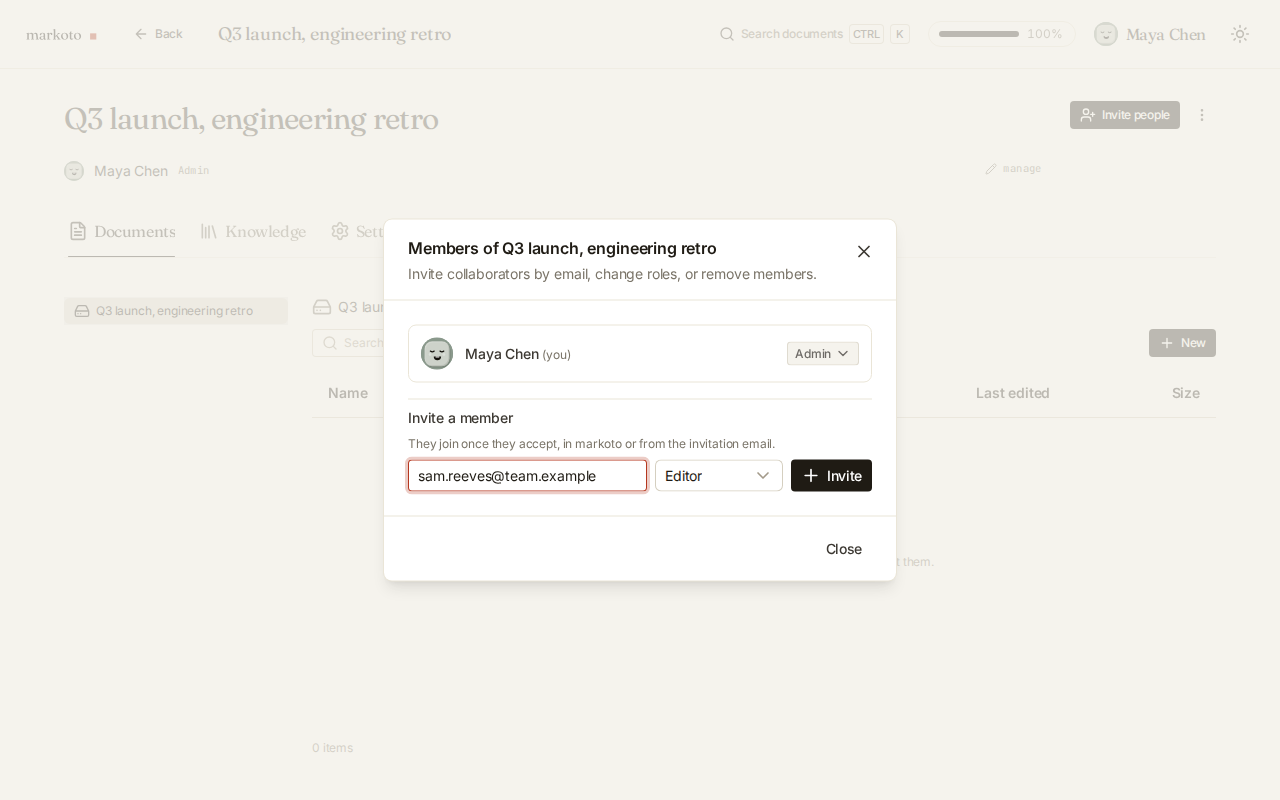 markoto
Back
Q3 launch, engineering retro
Search documents CTRL K
100%
Maya Chen
Q3 launch, engineering retro
Invite people
Maya Chen Admin
manage
Documents
Knowledge
Members of Q3 launch, engineering retro
Invite collaborators by email, change roles, or remove members.
Q3 launch, engineering retro
Search
New
Maya Chen (you)
Admin
Name
Last edited
Size
Invite a member
They join once they accept, in markoto or from the invitation email.
sam.reeves@team.example
Editor
Invite
Close
them.
0 items